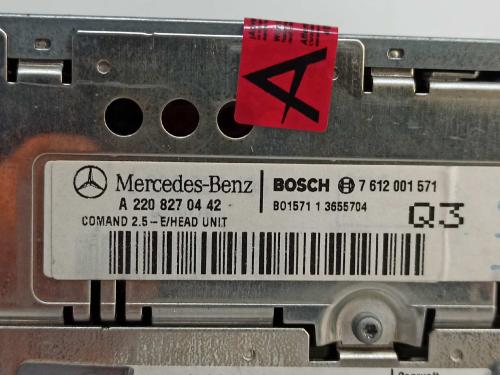 A
Mercedes-Benz
A 220 827 04 42
COMAND 2.5-E/HEAD UNIT
BOSCH 7 612 001 571
B01571 1 3655704
Q3